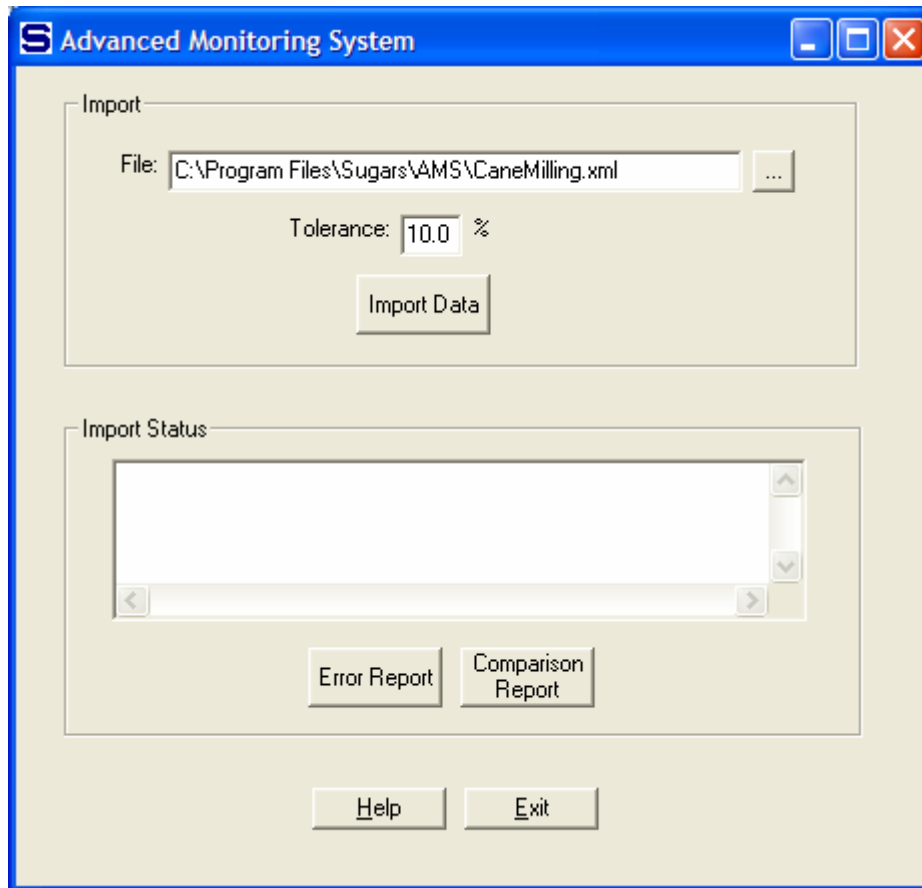 S Advanced Monitoring System
Import
File: C:\Program Files\Sugars\AMS\CaneMilling.xml ...
Tolerance: 10.0 %
Import Data
Import Status
Error Report
Comparison
Report
Help Exit